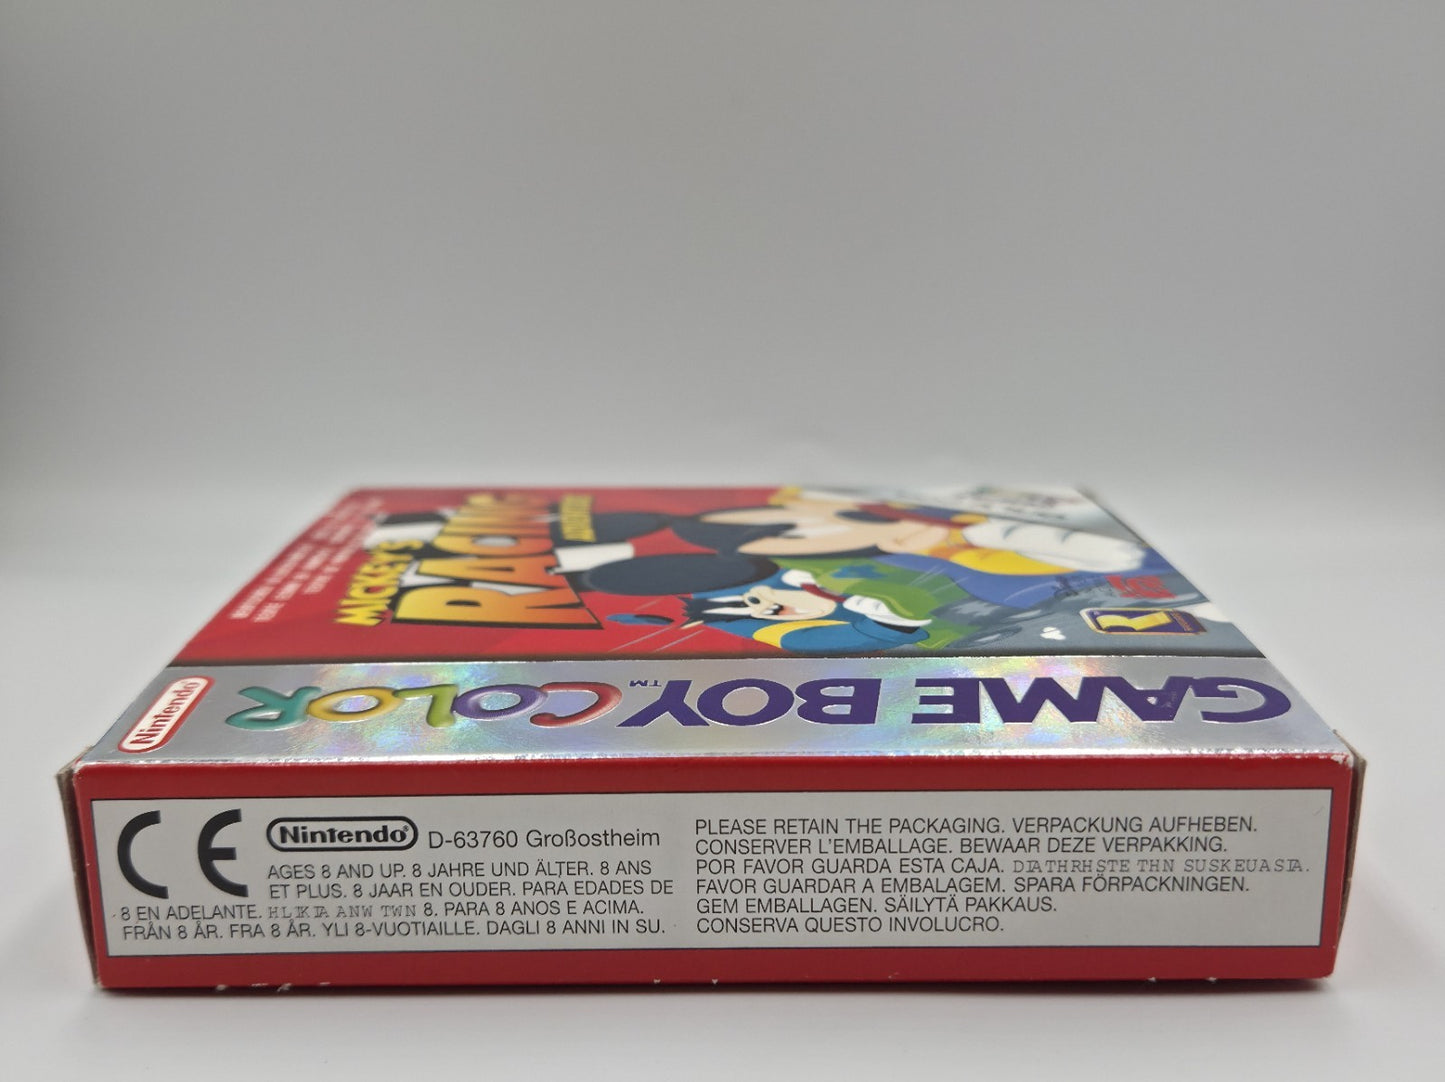 MICKEY'S
RACING
ADVENTURE
GAME BOY COLOR™
Nintendo
CE
Nintendo D-63760 Großostheim
AGES 8 AND UP. 8 JAHRE UND ÄLTER. 8 ANS
ET PLUS. 8 JAAR EN OUDER. PARA EDADES DE
8 EN ADELANTE. HLIKIA ANW TWN 8. PARA 8 ANOS E ACIMA.
FRÅN 8 ÅR. FRA 8 ÅR. YLI 8-VUOTIAILLE. DAGLI 8 ANNI IN SU.
PLEASE RETAIN THE PACKAGING. VERPACKUNG AUFHEBEN.
CONSERVER L'EMBALLAGE. BEWAAR DEZE VERPAKKING.
POR FAVOR GUARDA ESTA CAJA. DIATHRHSTE THN SUSKEUASIA.
FAVOR GUARDAR A EMBALAGEM. SPARA FÖRPACKNINGEN.
GEM EMBALLAGEN. SÄILYTÄ PAKKAUS.
CONSERVA QUESTO INVOLUCRO.